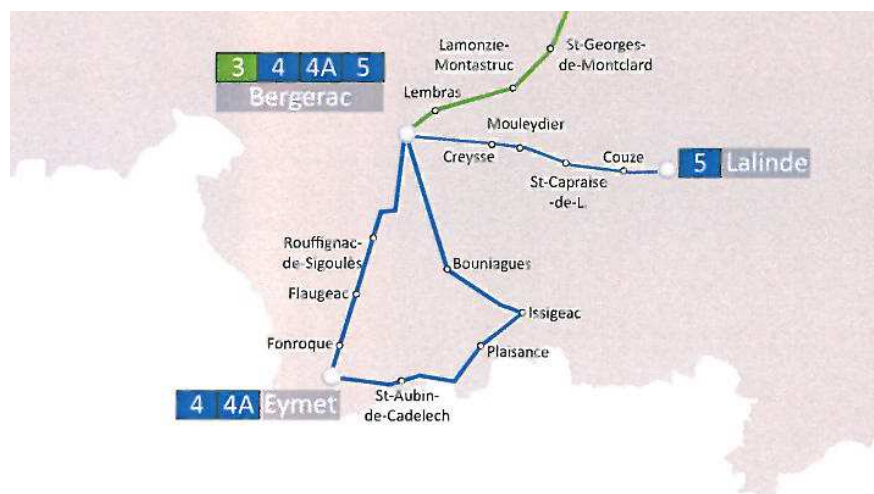 Lamonzie-
Montastruc
St-Georges-
de-Montclard
3 4 4A 5
Bergerac
Lembras
Mouleydier
Creysse
Couze
St-Capraise
-de-L.
5 Lalinde
Rouffignac-
de-Sigoulès
Bouniagues
Flaugeac
Issigeac
Fonroque
Plaisance
4 4A Eymet
St-Aubin-
de-Cadelech